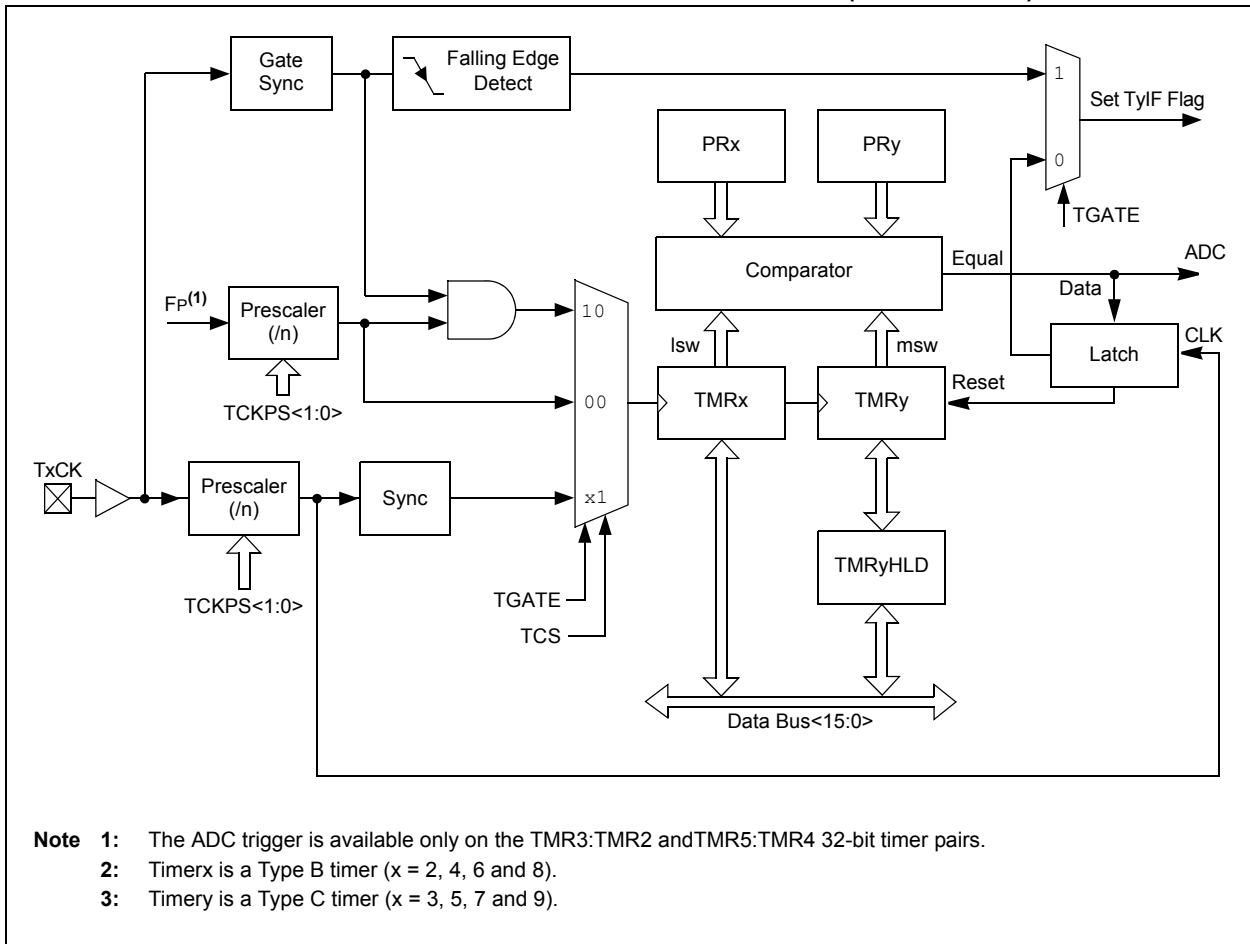 Gate
Sync
Falling Edge
Detect
1
Set TyIF Flag
PRx
PRy
0
TGATE
Comparator
Equal
ADC
Data
FP(1)
Prescaler
(/n)
10
lsw
msw
Latch
CLK
TCKPS<1:0>
00
TMRx
TMRy
Reset
TxCK
Prescaler
(/n)
Sync
x1
TMRyHLD
TCKPS<1:0>
TGATE
TCS
Data Bus<15:0>
Note 1: The ADC trigger is available only on the TMR3:TMR2 andTMR5:TMR4 32-bit timer pairs.
2: Timerx is a Type B timer (x = 2, 4, 6 and 8).
3: Timery is a Type C timer (x = 3, 5, 7 and 9).